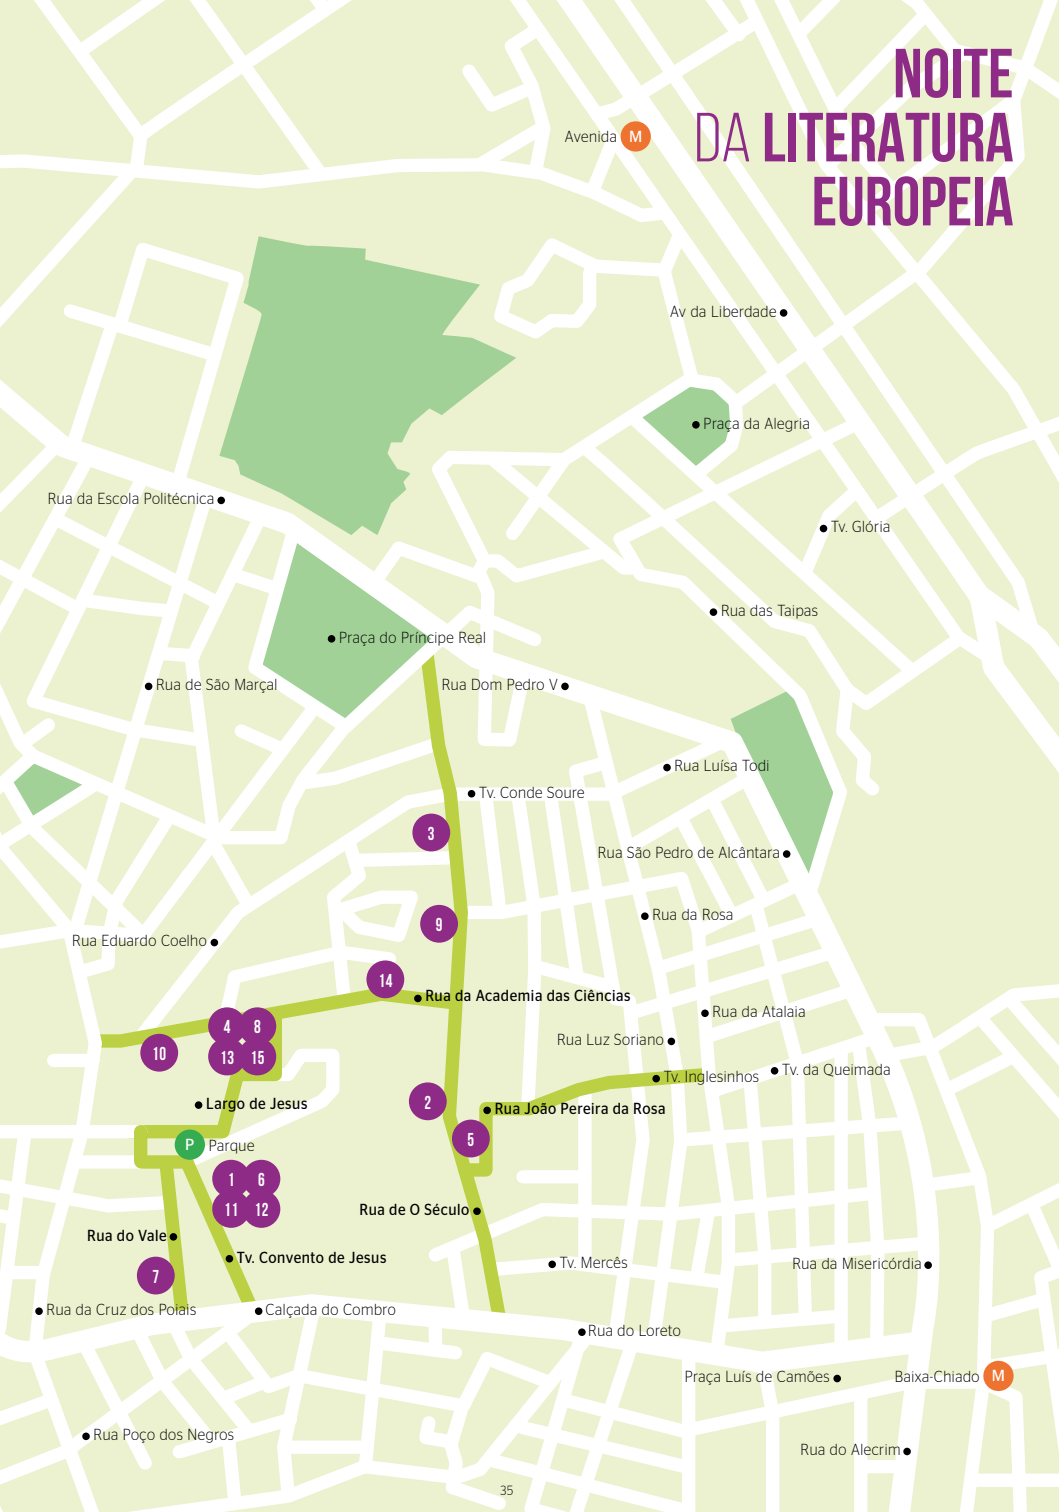 NOITE
DA LITERATURA
EUROPEIA
Avenida M
Av da Liberdade
Praça da Alegria
Rua da Escola Politécnica
Tv. Glória
Rua das Taipas
Praça do Príncipe Real
Rua de São Marçal
Rua Dom Pedro V
Rua Luísa Todi
Tv. Conde Soure
3
Rua São Pedro de Alcântara
Rua da Rosa
9
Rua Eduardo Coelho
14
Rua da Academia das Ciências
Rua da Atalaia
4 8
Rua Luz Soriano
10
13 15
Tv. da Queimada
Tv. Inglesinhos
2
Largo de Jesus
Rua João Pereira da Rosa
5
P Parque
1 6
11 12
Rua de O Século
Rua do Vale
Tv. Convento de Jesus
Tv. Mercês
Rua da Misericórdia
7
Rua da Cruz dos Poiais
Calçada do Combro
Rua do Loreto
Praça Luís de Camões
Baixa-Chiado M
Rua Poço dos Negros
Rua do Alecrim
35